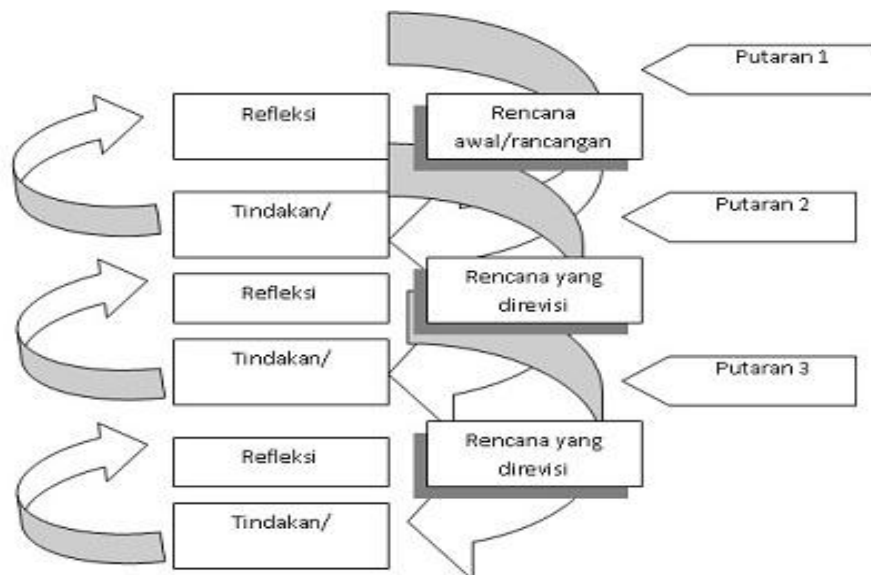 Putaran 1
Refleksi
Rencana
awal/rancangan
Putaran 2
Tindakan/
Refleksi
Rencana yang
direvisi
Tindakan/
Putaran 3
Refleksi
Rencana yang
direvisi
Tindakan/